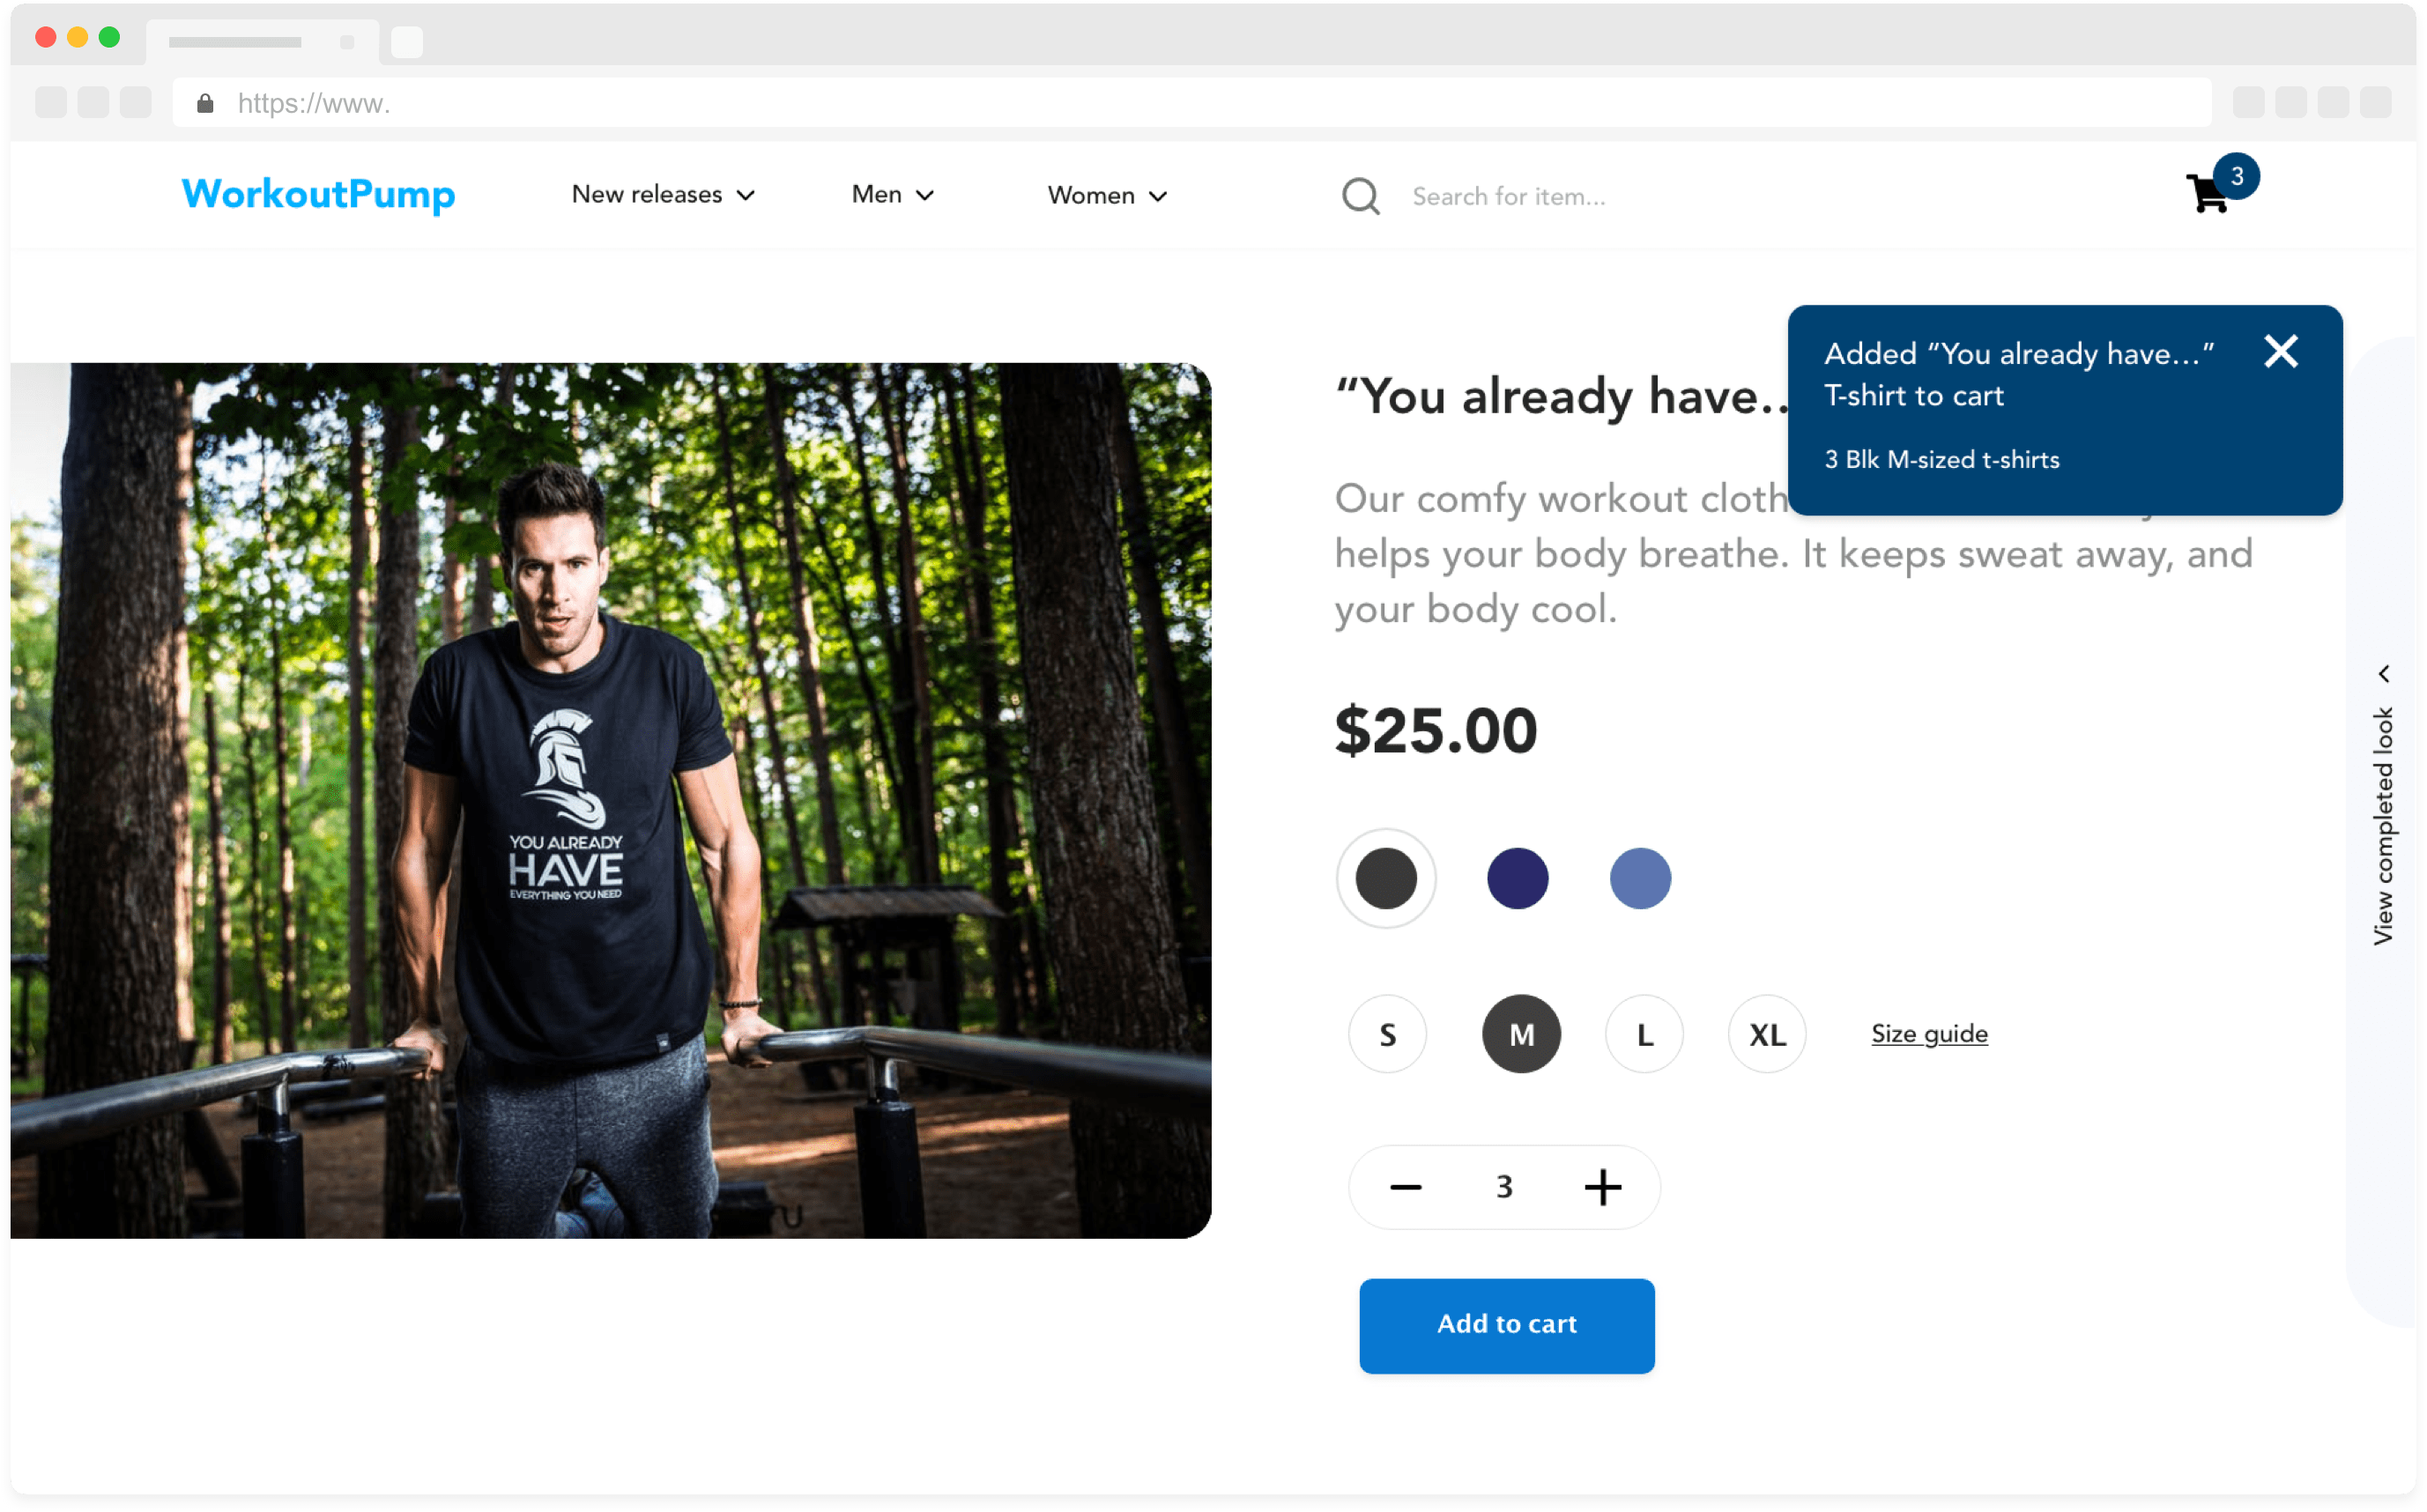 https://www.
WorkoutPump
New releases
Men
Women
Search for item...
3
Added “You already have...”
T-shirt to cart
3 Blk M-sized t-shirts
“You already have..
Our comfy workout cloth
helps your body breathe. It keeps sweat away, and
your body cool.
$25.00
YOU ALREADY
HAVE
EVERYTHING YOU NEED
S
M
L
XL
Size guide
3
Add to cart
View completed look